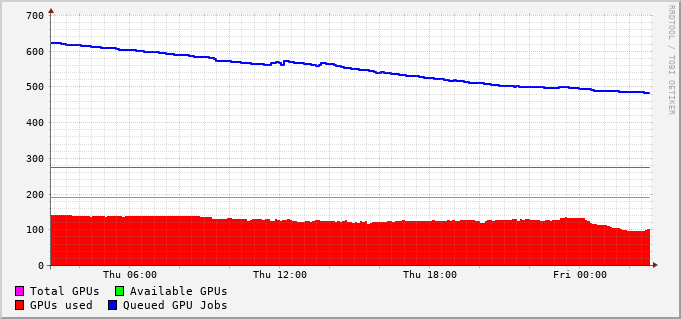 700
600
500
400
300
200
100
0
Thu 06:00 Thu 12:00 Thu 18:00 Fri 00:00
Total GPUs Available GPUs
GPUs used Queued GPU Jobs
RRDTOOL / TOBI OETIKER